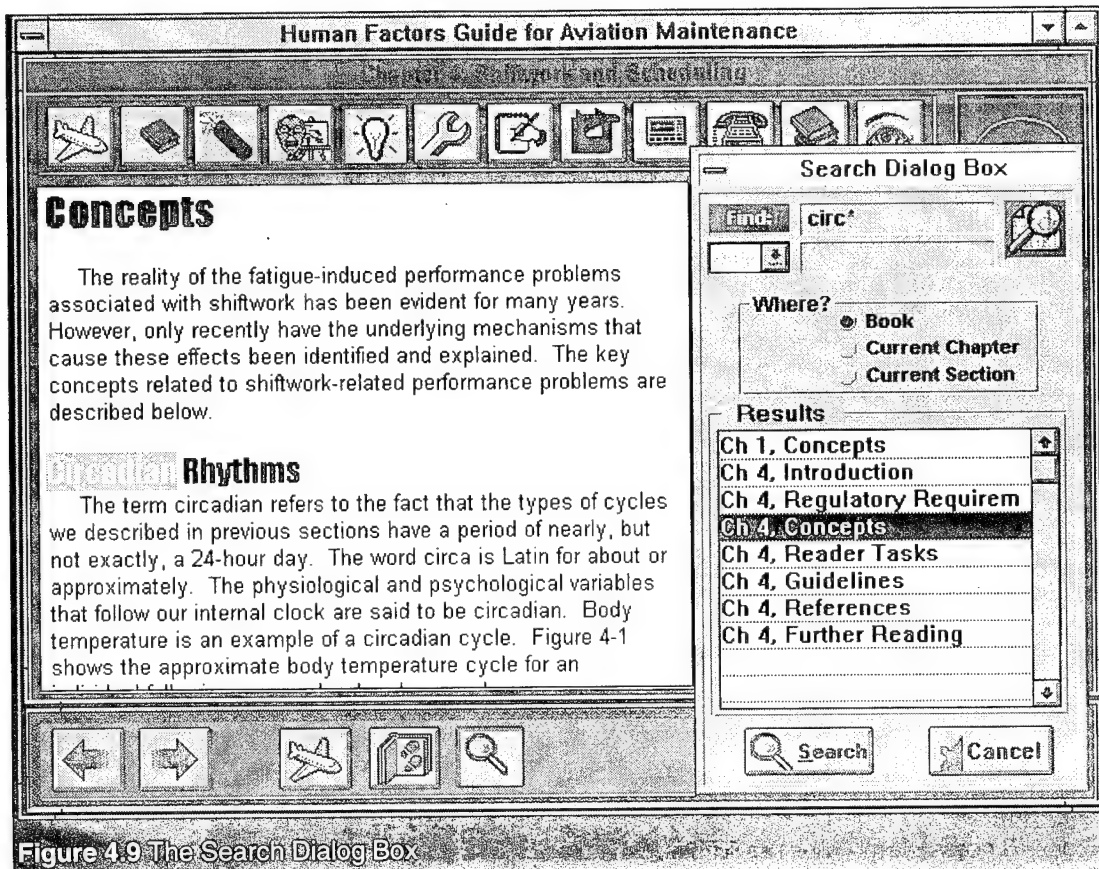 Human Factors Guide for Aviation Maintenance
Chapter 4. Shiftwork and Scheduling
Concepts
The reality of the fatigue-induced performance problems
associated with shiftwork has been evident for many years.
However, only recently have the underlying mechanisms that
cause these effects been identified and explained. The key
concepts related to shiftwork-related performance problems are
described below.
Circadian Rhythms
The term circadian refers to the fact that the types of cycles
we described in previous sections have a period of nearly, but
not exactly, a 24-hour day. The word circa is Latin for about or
approximately. The physiological and psychological variables
that follow our internal clock are said to be circadian. Body
temperature is an example of a circadian cycle. Figure 4-1
shows the approximate body temperature cycle for an
Search Dialog Box
Find: circ*
Where?
Book
Current Chapter
Current Section
Results
Ch 1, Concepts
Ch 4, Introduction
Ch 4, Regulatory Requirem
Ch 4, Concepts
Ch 4, Reader Tasks
Ch 4, Guidelines
Ch 4, References
Ch 4, Further Reading
Search
Cancel
Figure 4.9 The Search Dialog Box